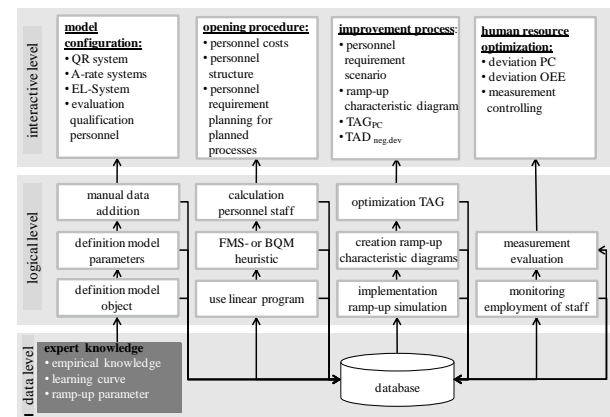 interactive level
model
configuration:
• QR system
• A-rate systems
• EL-System
• evaluation
qualification
personnel
opening procedure:
• personnel costs
• personnel
structure
• personnel
requirement
planning for
planned
processes
improvement process:
• personnel
requirement
scenario
• ramp-up
characteristic diagram
• TAG PC
• TAD neg.dev
human resource
optimization:
• deviation PC
• deviation OEE
• measurement
controlling
logical level
manual data
addition
definition model
parameters
definition model
object
calculation
personnel staff
FMS- or BQM
heuristic
use linear program
optimization TAG
creation ramp-up
characteristic diagrams
implementation
ramp-up simulation
measurement
evaluation
monitoring
employment of staff
data level
expert knowledge
• empirical knowledge
• learning curve
• ramp-up parameter
database